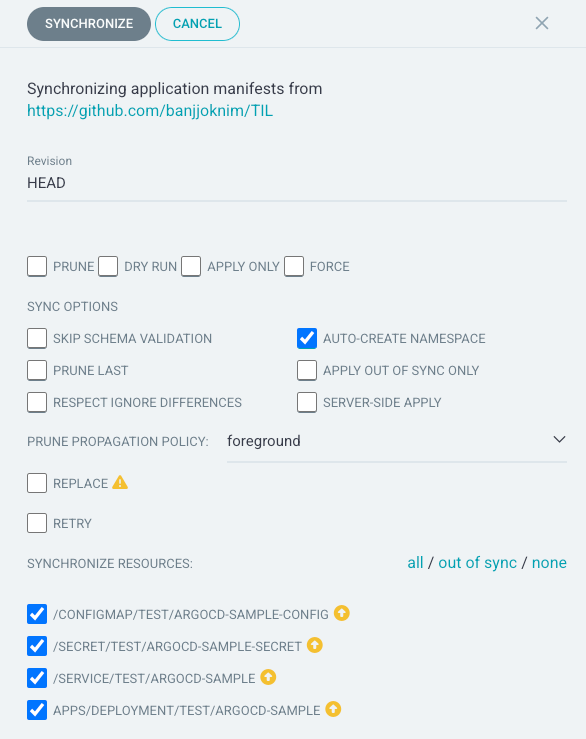 SYNCHRONIZE CANCEL
Synchronizing application manifests from
https://github.com/banjjoknim/TIL
Revision
HEAD
PRUNE DRY RUN APPLY ONLY FORCE
SYNC OPTIONS
SKIP SCHEMA VALIDATION AUTO-CREATE NAMESPACE
PRUNE LAST APPLY OUT OF SYNC ONLY
RESPECT IGNORE DIFFERENCES SERVER-SIDE APPLY
PRUNE PROPAGATION POLICY: foreground
REPLACE
RETRY
SYNCHRONIZE RESOURCES: all / out of sync / none
/CONFIGMAP/TEST/ARGOCD-SAMPLE-CONFIG
/SECRET/TEST/ARGOCD-SAMPLE-SECRET
/SERVICE/TEST/ARGOCD-SAMPLE
APPS/DEPLOYMENT/TEST/ARGOCD-SAMPLE